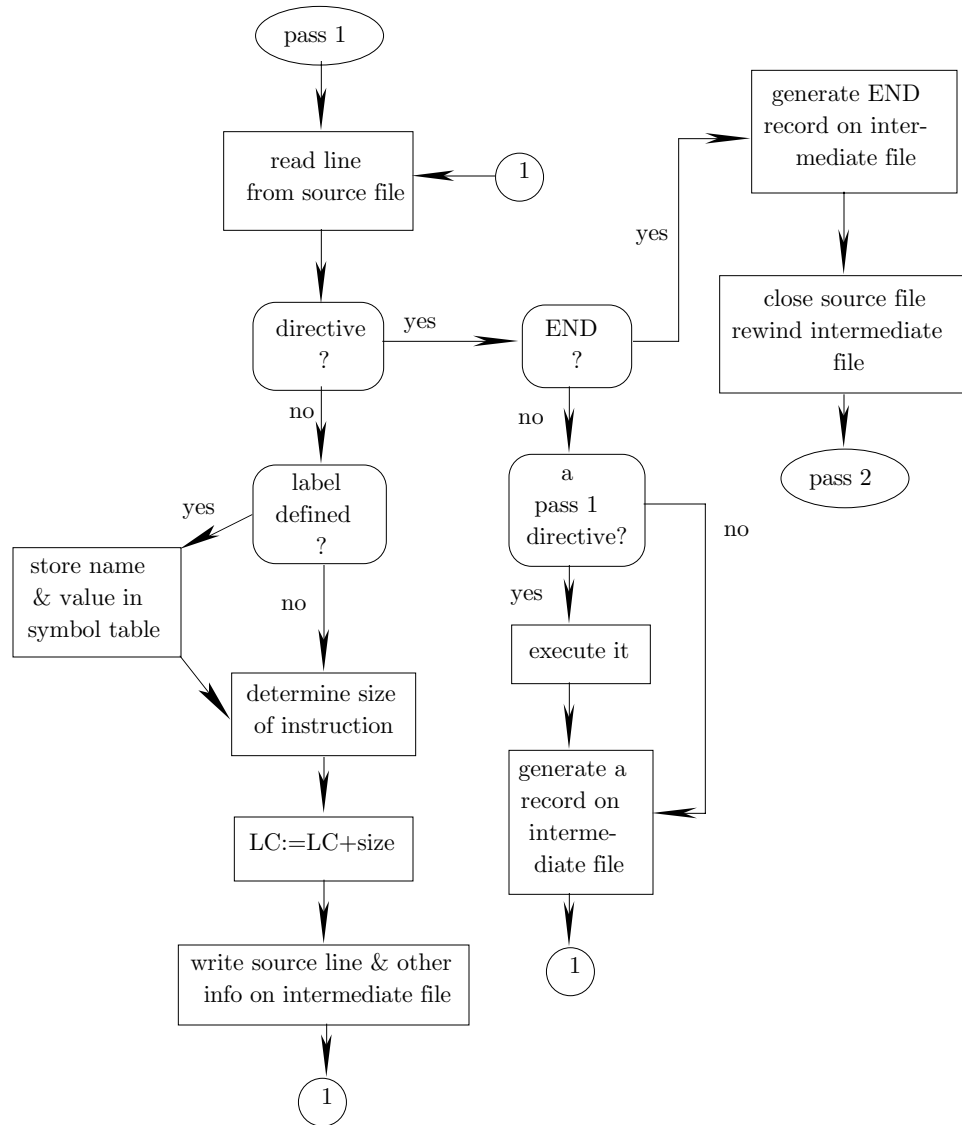 pass 1
read line
from source file
1
directive
?
yes
no
END
?
yes
no
generate END
record on inter-
mediate file
close source file
rewind intermediate
file
pass 2
label
defined
?
yes
no
store name
& value in
symbol table
determine size
of instruction
LC:=LC+size
write source line & other
info on intermediate file
1
a
pass 1
directive?
no
yes
execute it
generate a
record on
interme-
diate file
1